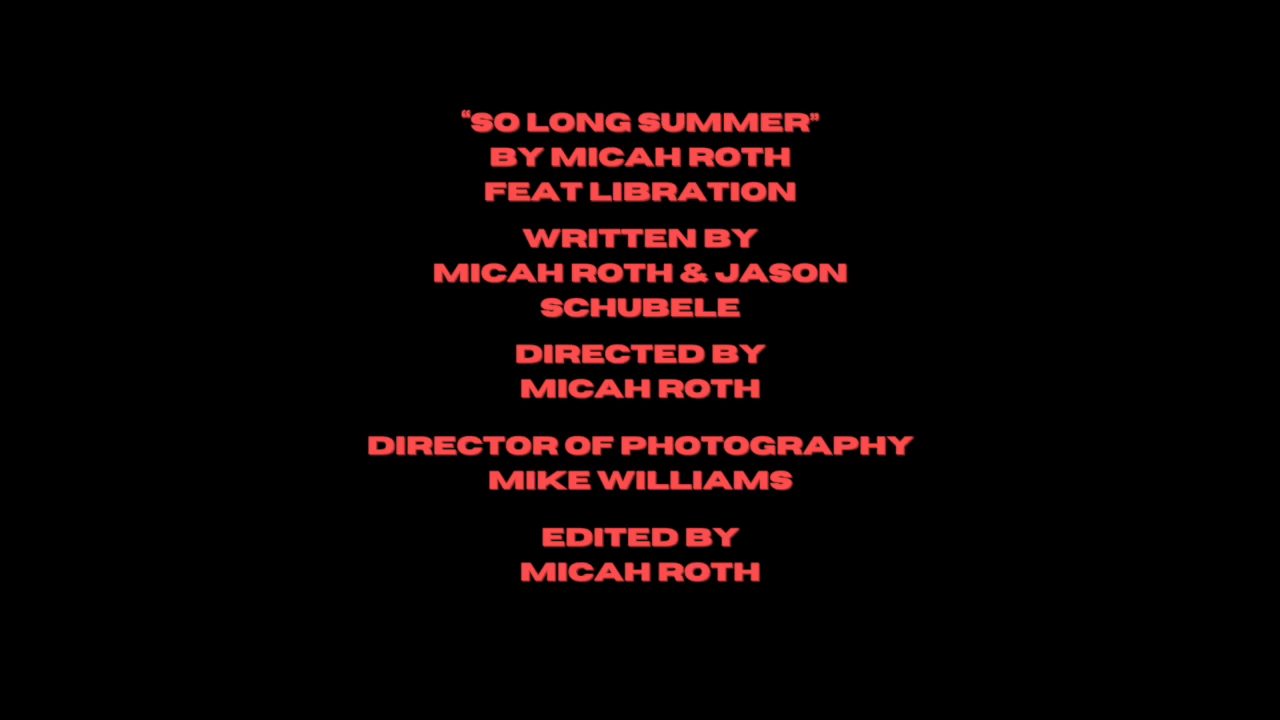 “SO LONG SUMMER”
BY MICAH ROTH
FEAT LIBRATION
WRITTEN BY
MICAH ROTH & JASON
SCHUBELE
DIRECTED BY
MICAH ROTH
DIRECTOR OF PHOTOGRAPHY
MIKE WILLIAMS
EDITED BY
MICAH ROTH